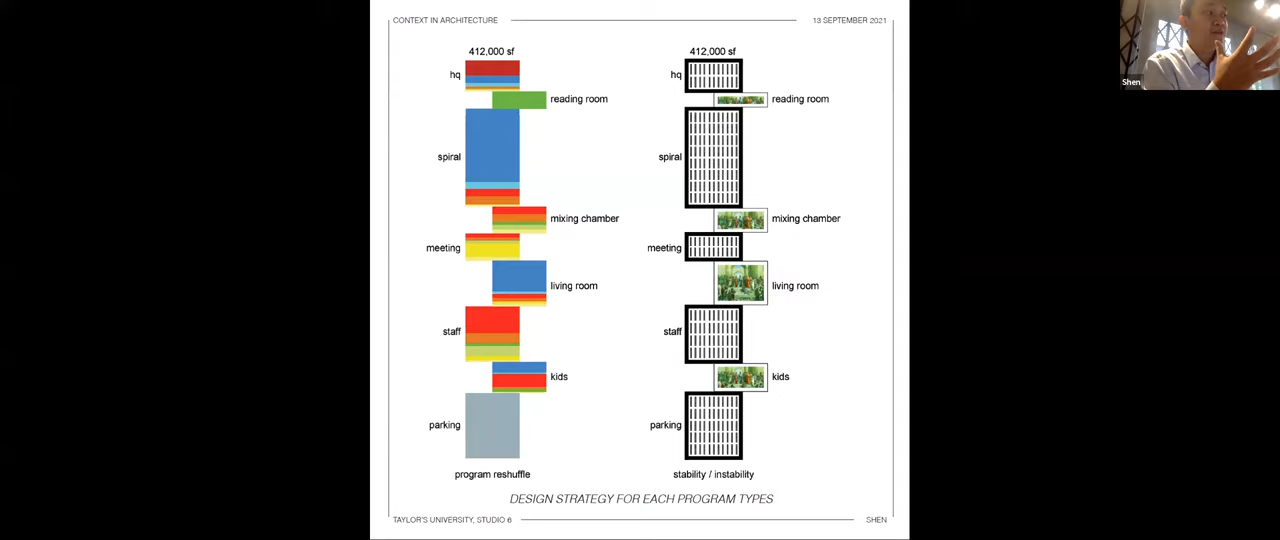 CONTEXT IN ARCHITECTURE
13 SEPTEMBER 2021
412,000 sf
hq
reading room
spiral
mixing chamber
meeting
living room
staff
kids
parking
program reshuffle
412,000 sf
hq
reading room
spiral
mixing chamber
meeting
living room
staff
kids
parking
stability / instability
DESIGN STRATEGY FOR EACH PROGRAM TYPES
TAYLOR'S UNIVERSITY, STUDIO 6
SHEN
Shen